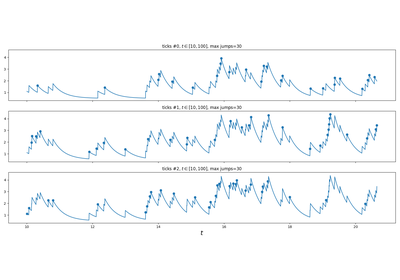 ticks #0, t ∈ [10, 100], max jumps=30
4
3
2
1
ticks #1, t ∈ [10, 100], max jumps=30
4
3
2
1
ticks #2, t ∈ [10, 100], max jumps=30
4
3
2
1
10 12 14 16 18 20
t